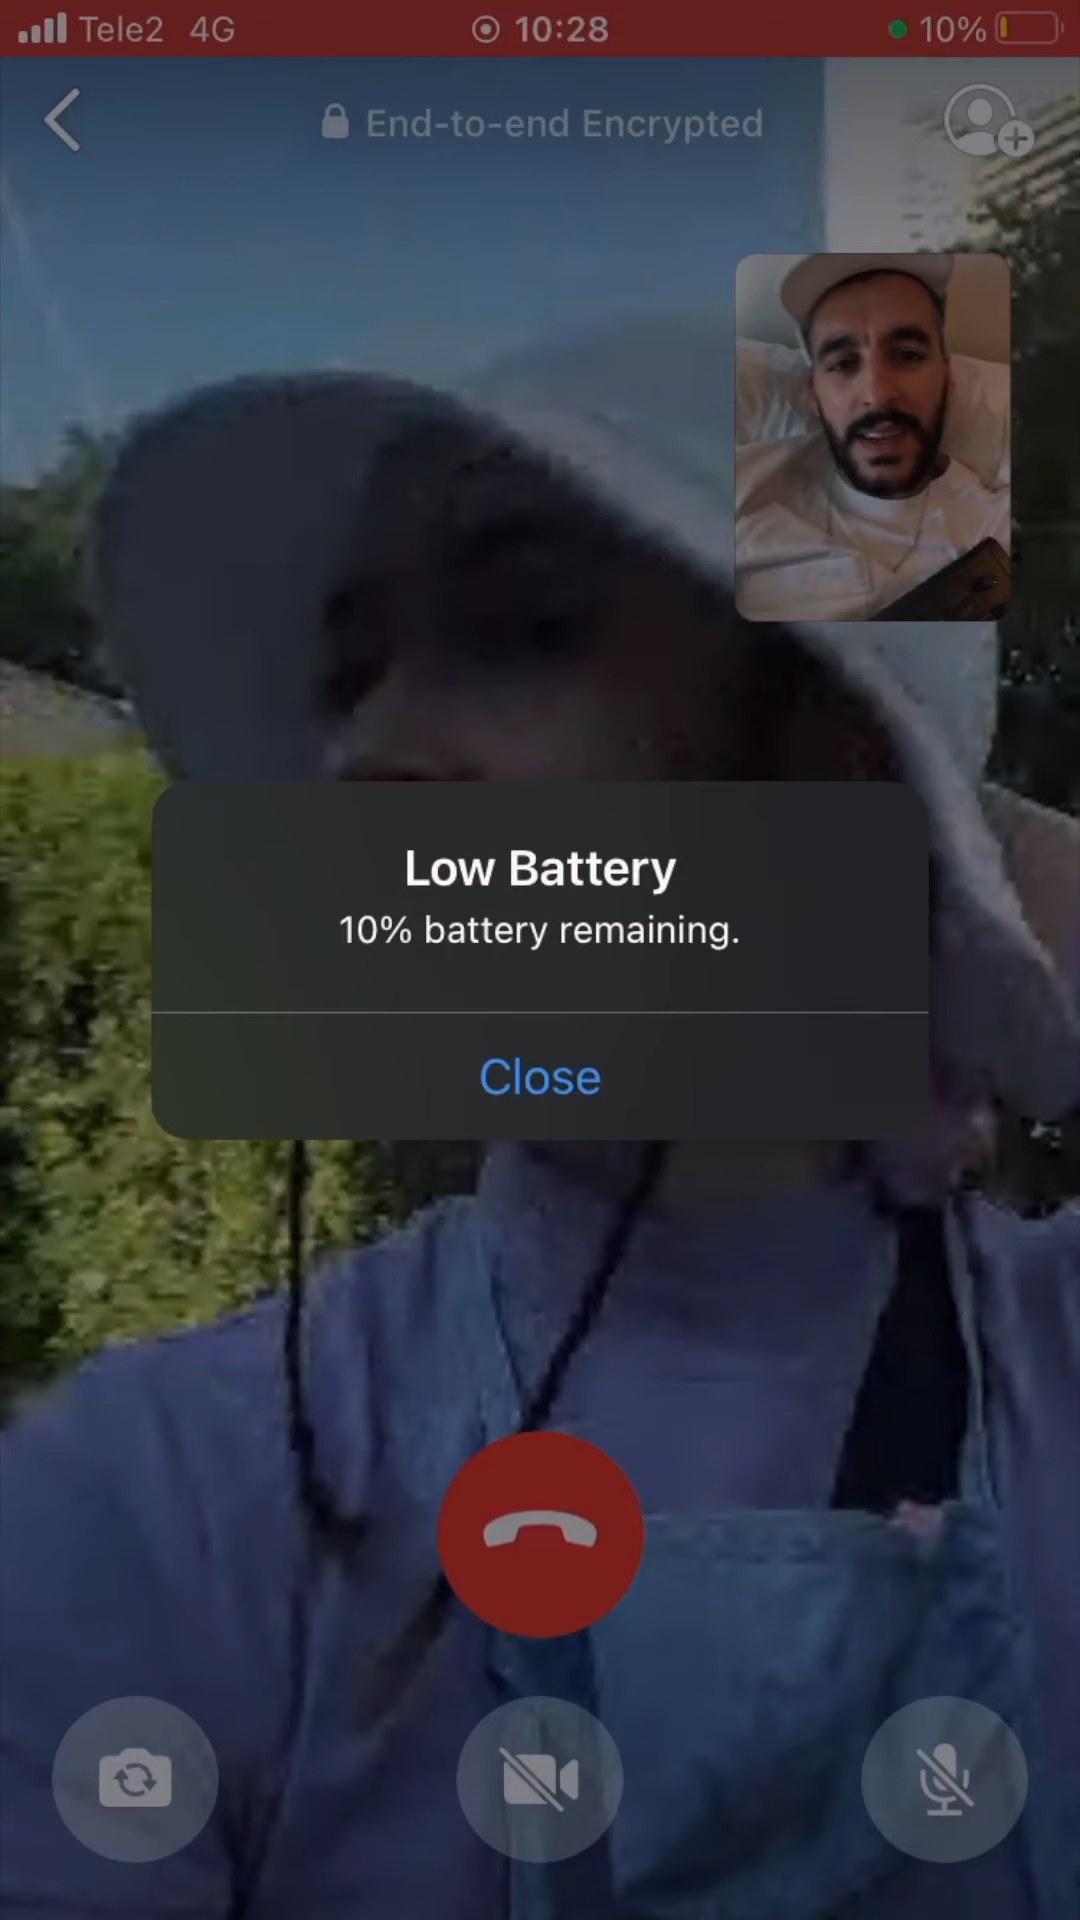 Tele2 4G 10:28 10%
End-to-end Encrypted
Low Battery
10% battery remaining.
Close